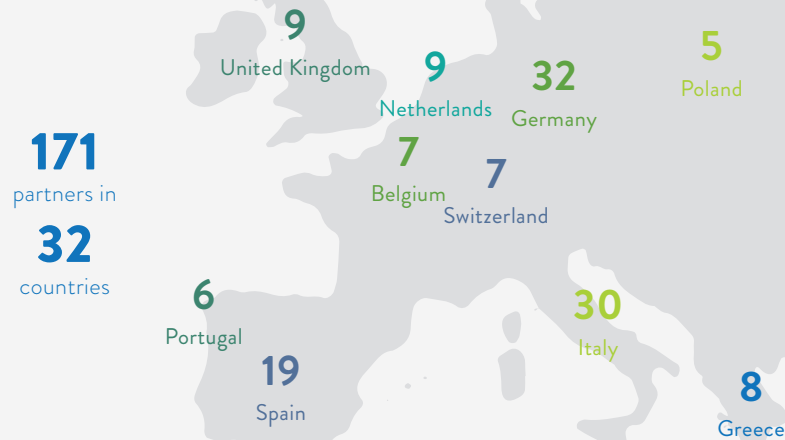 9
United Kingdom
9
Netherlands
32
Germany
5
Poland
171
partners in
32
countries
7
Belgium
7
Switzerland
6
Portugal
19
Spain
30
Italy
8
Greece